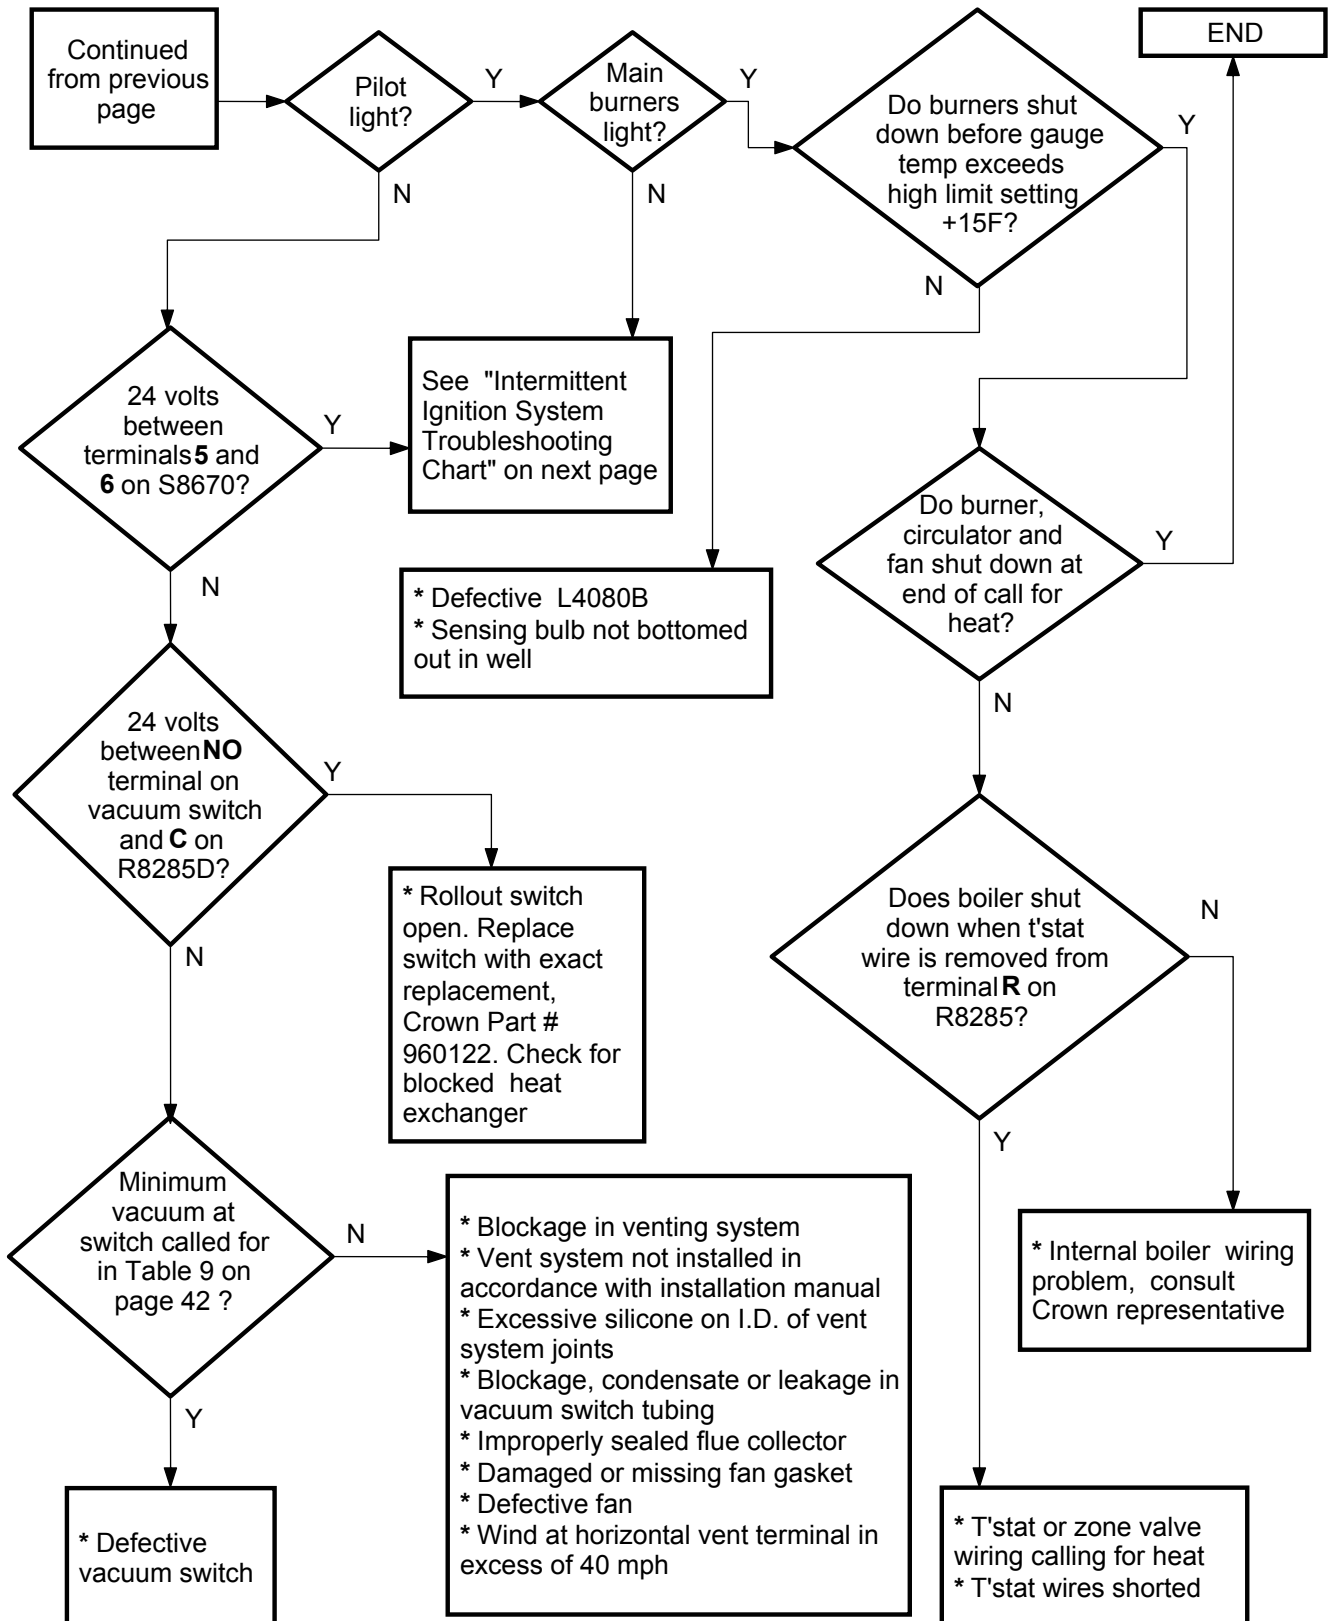 Continued
from previous
page
Pilot
light?
Y
N
Main
burners
light?
Y
N
Do burners shut
down before gauge
temp exceeds
high limit setting
+15F?
Y
N
END
24 volts
between
terminals 5 and
6 on S8670?
Y
N
See "Intermittent
Ignition System
Troubleshooting
Chart" on next page
* Defective L4080B
* Sensing bulb not bottomed
out in well
Do burner,
circulator and
fan shut down at
end of call for
heat?
Y
N
24 volts
between NO
terminal on
vacuum switch
and C on
R8285D?
Y
N
* Rollout switch
open. Replace
switch with exact
replacement,
Crown Part #
960122. Check for
blocked heat
exchanger
Does boiler shut
down when t'stat
wire is removed from
terminal R on
R8285?
N
Y
Minimum
vacuum at
switch called for
in Table 9 on
page 42 ?
N
Y
* Blockage in venting system
* Vent system not installed in
accordance with installation manual
* Excessive silicone on I.D. of vent
system joints
* Blockage, condensate or leakage in
vacuum switch tubing
* Improperly sealed flue collector
* Damaged or missing fan gasket
* Defective fan
* Wind at horizontal vent terminal in
excess of 40 mph
* Internal boiler wiring
problem, consult
Crown representative
* Defective
vacuum switch
* T'stat or zone valve
wiring calling for heat
* T'stat wires shorted